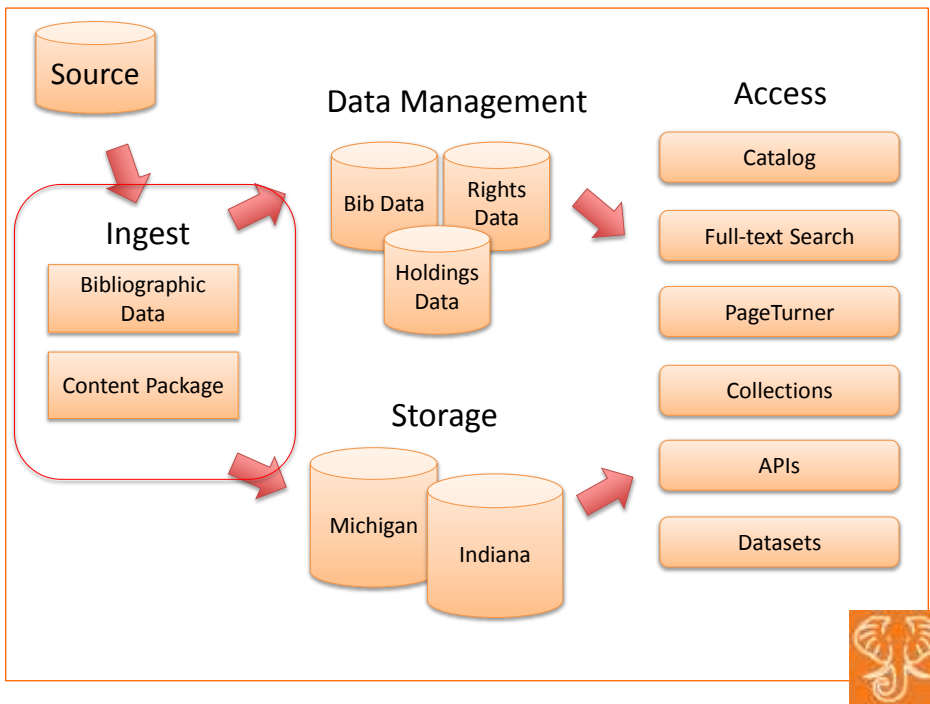 Source
Ingest
Bibliographic
Data
Content Package
Data Management
Bib Data
Rights
Data
Holdings
Data
Storage
Michigan
Indiana
Access
Catalog
Full-text Search
PageTurner
Collections
APIs
Datasets